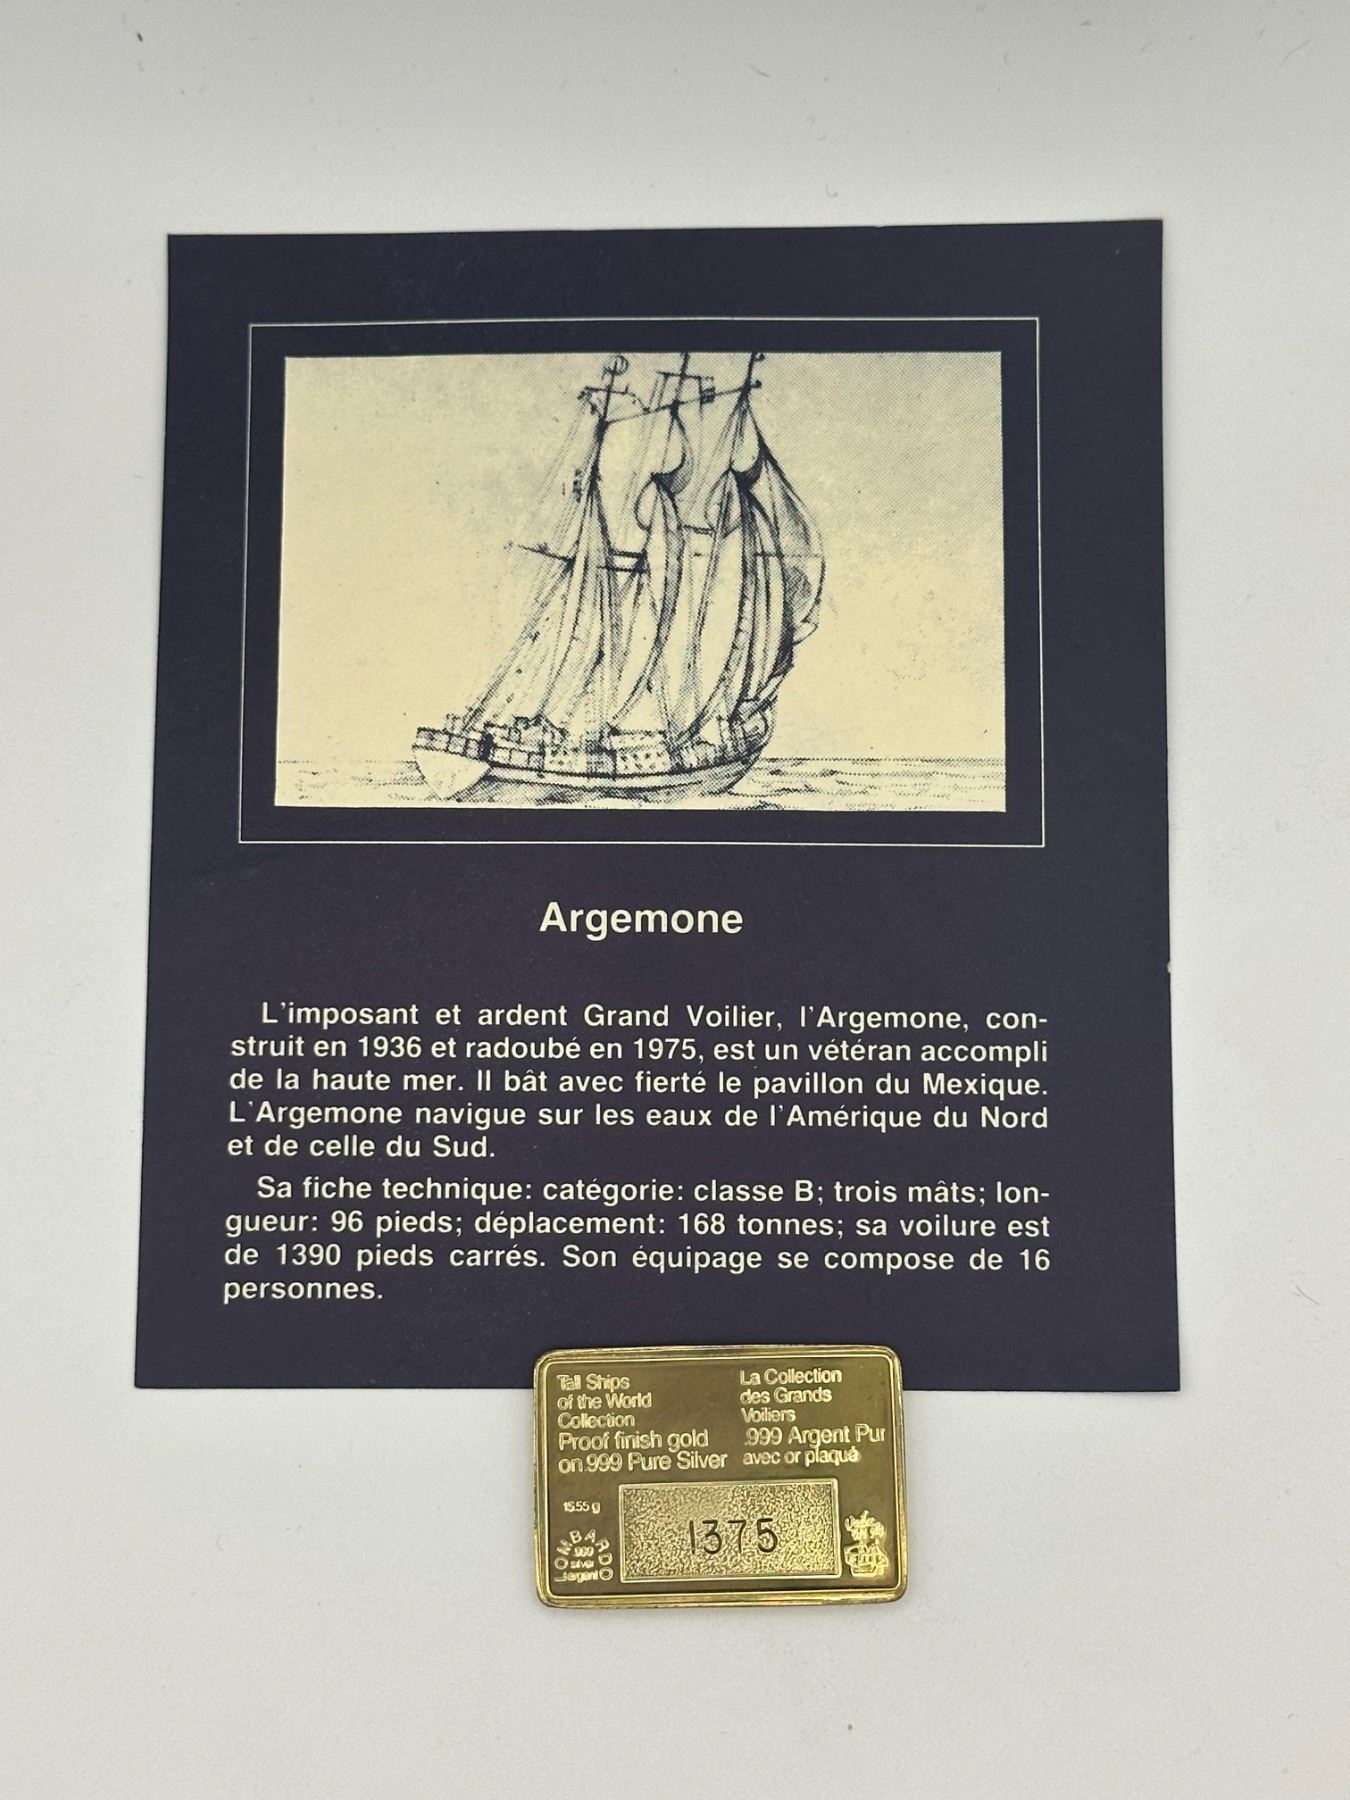 Argemone
L'imposant et ardent Grand Voilier, l'Argemone, con-
struit en 1936 et radoubé en 1975, est un vétéran accompli
de la haute mer. Il bât avec fierté le pavillon du Mexique.
L'Argemone navigue sur les eaux de l'Amérique du Nord
et de celle du Sud.
Sa fiche technique: catégorie: classe B; trois mâts; lon-
gueur: 96 pieds; déplacement: 168 tonnes; sa voilure est
de 1390 pieds carrés. Son équipage se compose de 16
personnes.
Tall Ships
of the World
Collection
Proof finish gold
on .999 Pure Silver
La Collection
des Grands
Voiliers
.999 Argent Pur
avec or plaqué
15.55 g
LOMBARDO
.999
silver
argent
1375